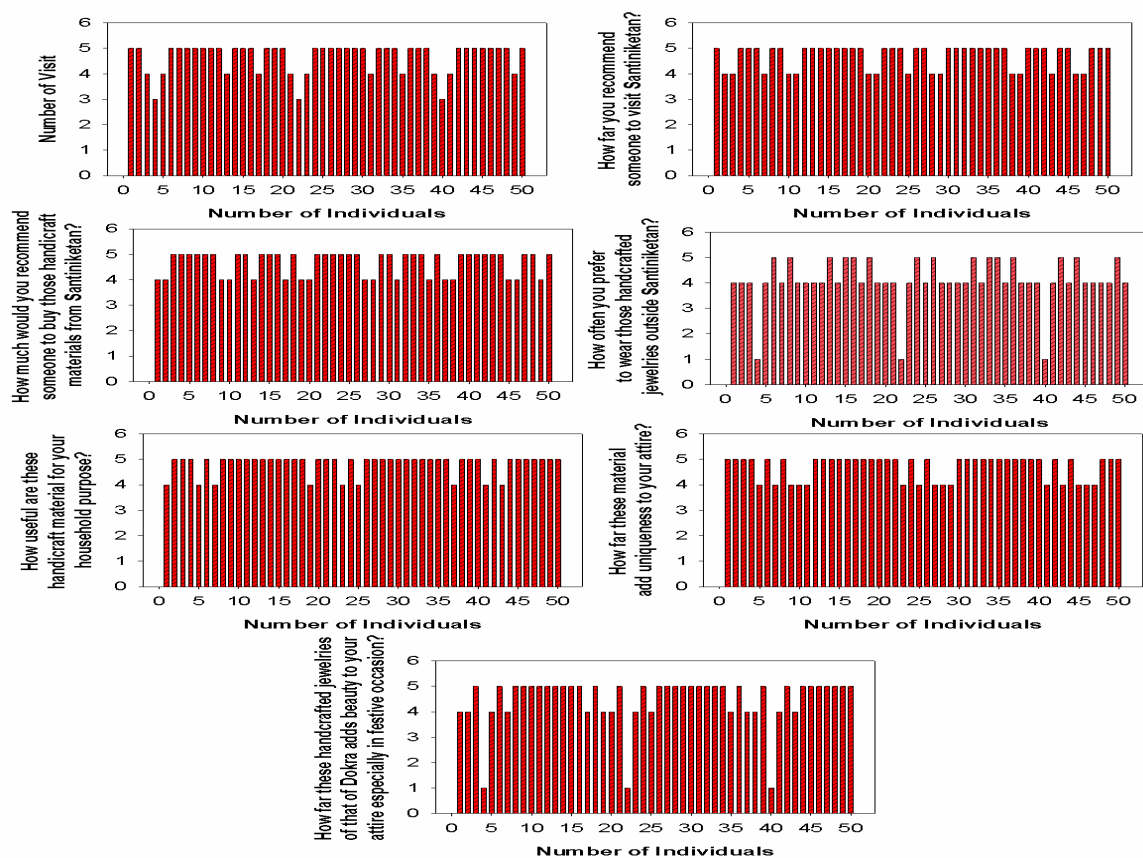 Number of Visit
6
5
4
3
2
1
0
0 5 10 15 20 25 30 35 40 45 50
Number of Individuals
How far you recommend
someone to visit Santiniketan?
6
5
4
3
2
1
0
0 5 10 15 20 25 30 35 40 45 50
Number of Individuals
How much would you recommend
someone to buy those handicraft
materials from Santiniketan?
6
5
4
3
2
1
0
0 5 10 15 20 25 30 35 40 45 50
Number of Individuals
How often you prefer
to wear those handcrafted
jewelries outside Santiniketan?
6
5
4
3
2
1
0
0 5 10 15 20 25 30 35 40 45 50
Number of Individuals
How useful are these
handicraft material for your
household purpose?
6
5
4
3
2
1
0
0 5 10 15 20 25 30 35 40 45 50
Number of Individuals
How far these material
add uniqueness to your attire?
6
5
4
3
2
1
0
0 5 10 15 20 25 30 35 40 45 50
Number of Individuals
How far these handcrafted jewelries
of that of Dokra adds beauty to your
attire especially in festive occasion?
6
5
4
3
2
1
0
0 5 10 15 20 25 30 35 40 45 50
Number of Individuals